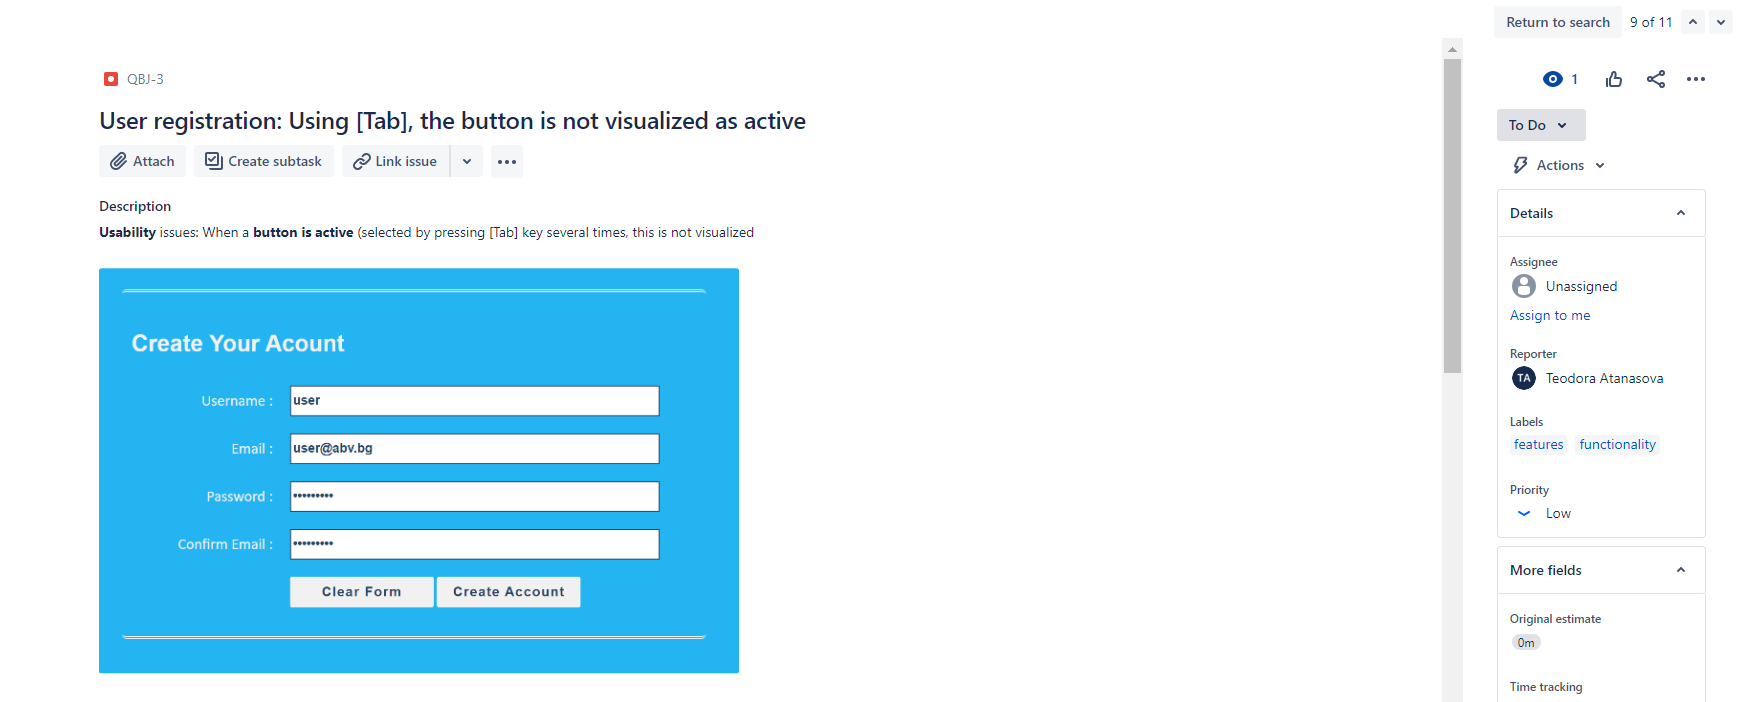 Return to search 9 of 11
QBJ-3
1
User registration: Using [Tab], the button is not visualized as active
To Do
Attach Create subtask Link issue
Actions
Description
Usability issues: When a button is active (selected by pressing [Tab] key several times, this is not visualized
Create Your Acount
Username : user
Email : user@abv.bg
Password : •••••••••
Confirm Email : •••••••••
Clear Form Create Account
Details
Assignee
Unassigned
Assign to me
Reporter
TA Teodora Atanasova
Labels
features functionality
Priority
Low
More fields
Original estimate
0m
Time tracking